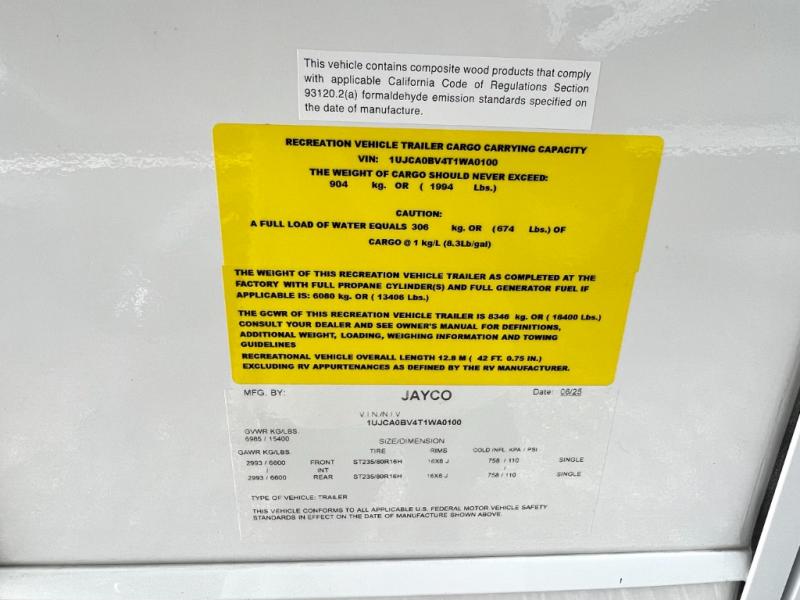 This vehicle contains composite wood products that comply
with applicable California Code of Regulations Section
93120.2(a) formaldehyde emission standards specified on
the date of manufacture.
RECREATION VEHICLE TRAILER CARGO CARRYING CAPACITY
VIN: 1UJCA0BV4T1WA0100
THE WEIGHT OF CARGO SHOULD NEVER EXCEED:
904 kg. OR ( 1994 Lbs.)
CAUTION:
A FULL LOAD OF WATER EQUALS 306 kg. OR (674 Lbs.) OF
CARGO @ 1 kg/L (8.3Lb/gal)
THE WEIGHT OF THIS RECREATION VEHICLE TRAILER AS COMPLETED AT THE
FACTORY WITH FULL PROPANE CYLINDER(S) AND FULL GENERATOR FUEL IF
APPLICABLE IS: 6080 kg. OR ( 13406 Lbs.)
THE GCWR OF THIS RECREATION VEHICLE TRAILER IS 8346 kg. OR ( 18400 Lbs.)
CONSULT YOUR DEALER AND SEE OWNER'S MANUAL FOR DEFINITIONS,
ADDITIONAL WEIGHT, LOADING, WEIGHING INFORMATION AND TOWING
GUIDELINES
RECREATIONAL VEHICLE OVERALL LENGTH 12.8 M ( 42 FT. 0.75 IN.)
EXCLUDING RV APPURTENANCES AS DEFINED BY THE RV MANUFACTURER.
MFG. BY: JAYCO Date: 06/25
V.I.N./N.I.V
1UJCA0BV4T1WA0100
GVWR KG/LBS.
6985 / 15400
SIZE/DIMENSION
GAWR KG/LBS. TIRE RIMS COLD INFL. KPA / PSI
2993 / 6600 FRONT ST235/80R16H 16X6 J 758 / 110 SINGLE
/ INT /
2993 / 6600 REAR ST235/80R16H 16X6 J 758 / 110 SINGLE
TYPE OF VEHICLE: TRAILER
THIS VEHICLE CONFORMS TO ALL APPLICABLE U.S. FEDERAL MOTOR VEHICLE SAFETY
STANDARDS IN EFFECT ON THE DATE OF MANUFACTURE SHOWN ABOVE.